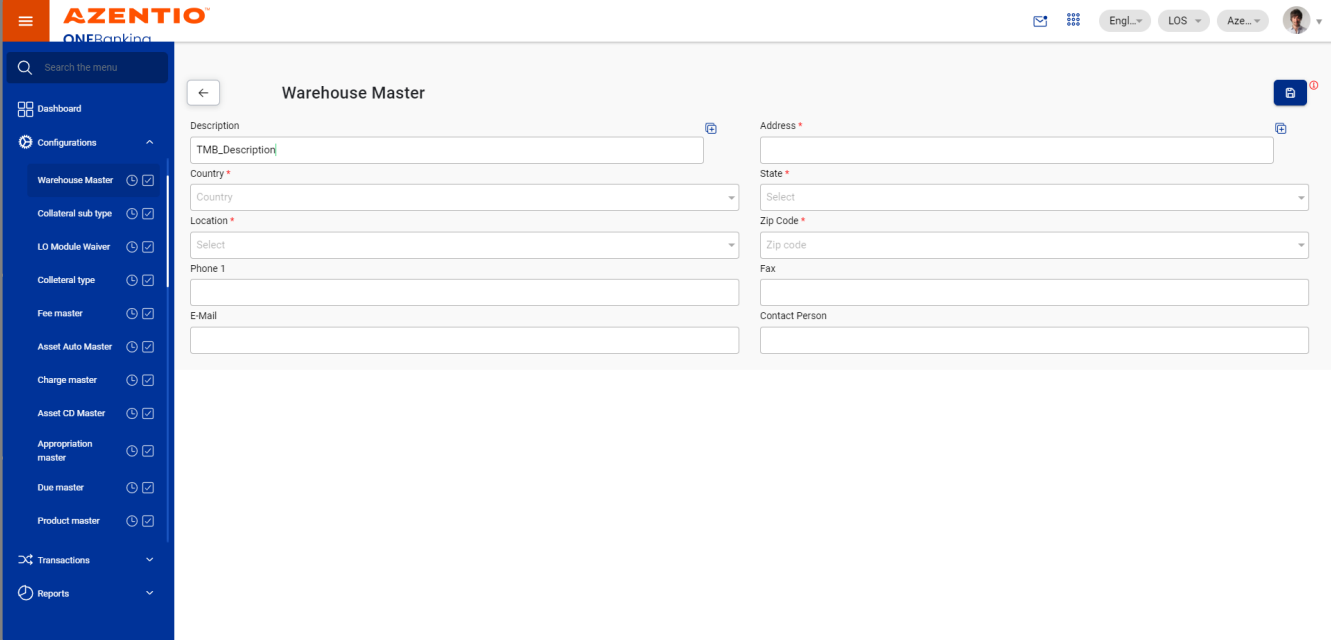 AZENTIO™
ONEBanking
Engl...
LOS
Aze...
Search the menu
Dashboard
Configurations
Warehouse Master
Collateral sub type
LO Module Waiver
Colleteral type
Fee master
Asset Auto Master
Charge master
Asset CD Master
Appropriation
master
Due master
Product master
Transactions
Reports
Warehouse Master
Description
Address *
TMB_Description
Country *
State *
Country
Select
Location *
Zip Code *
Select
Zip code
Phone 1
Fax
E-Mail
Contact Person